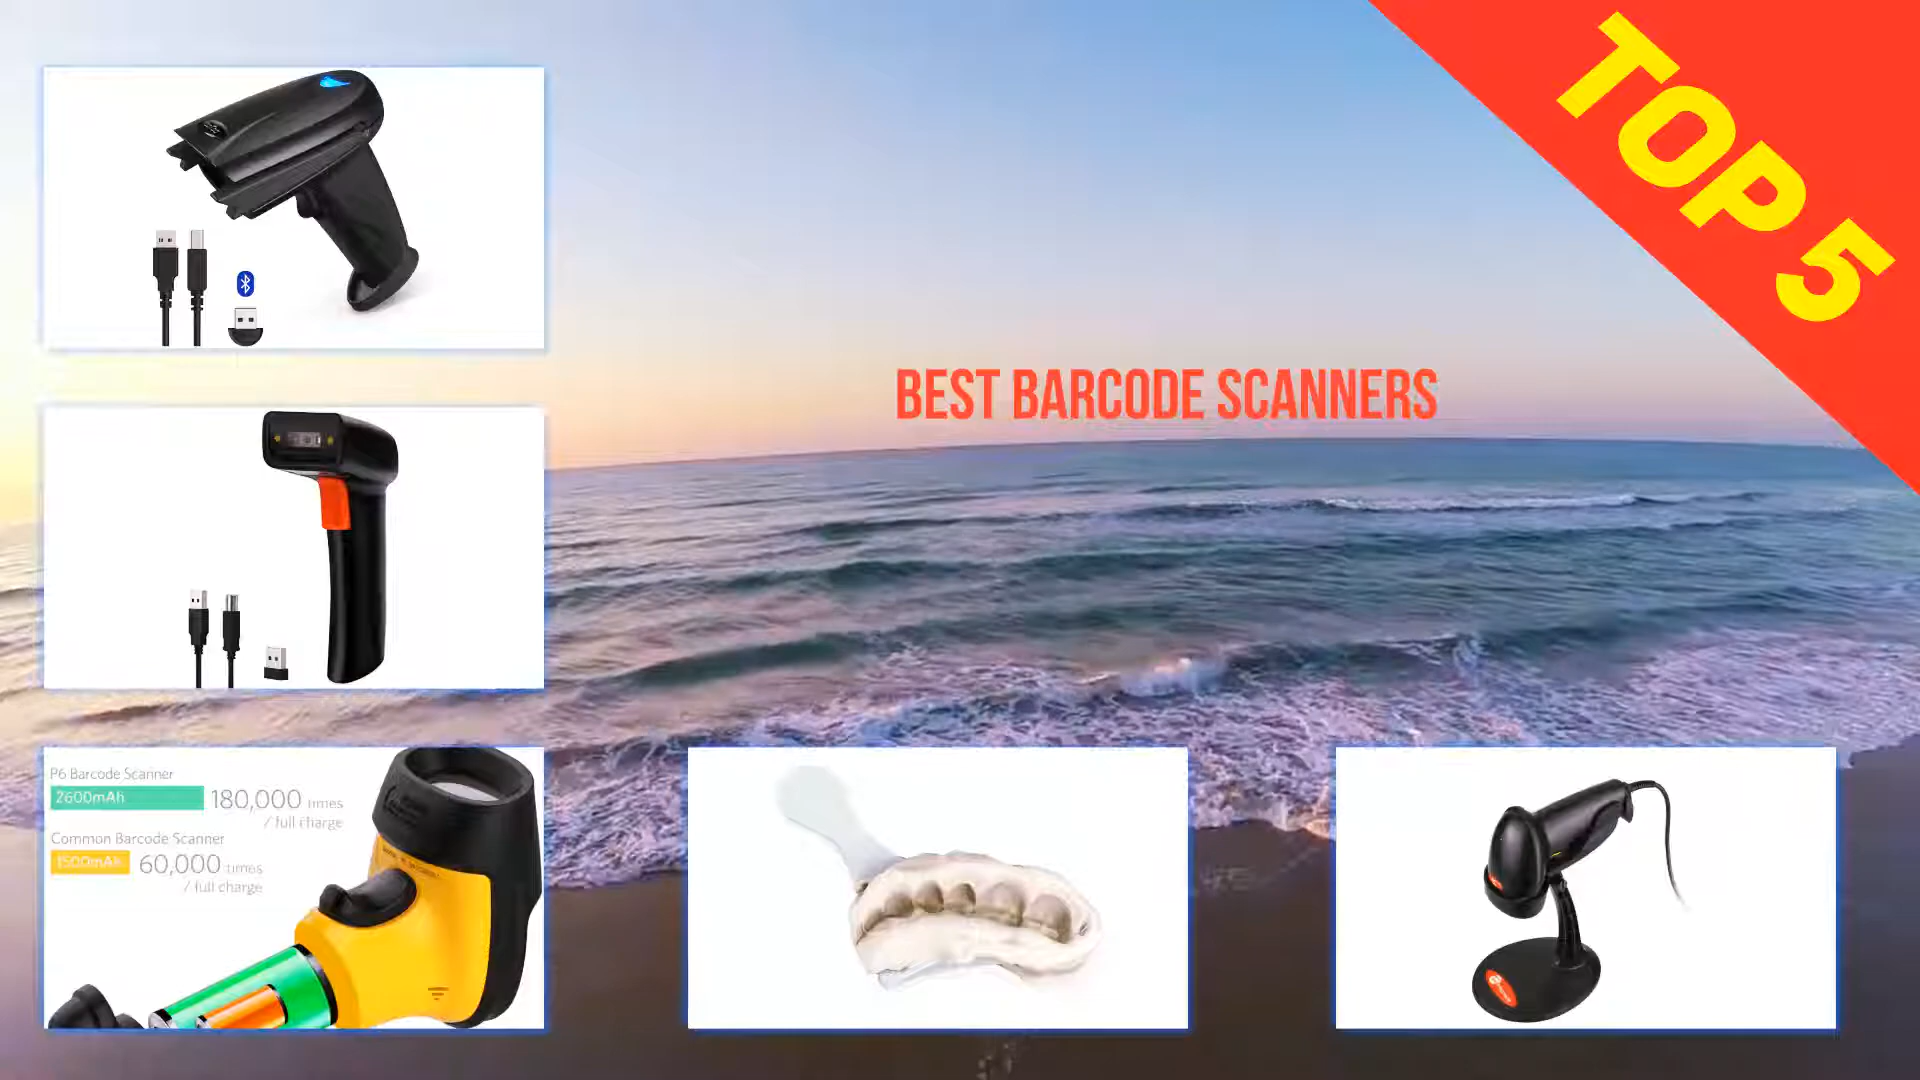 TOP 5
BEST BARCODE SCANNERS
P6 Barcode Scanner
2600mAh
180,000 times
/ full charge
Common Barcode Scanner
1500mAh
60,000 times
/ full charge